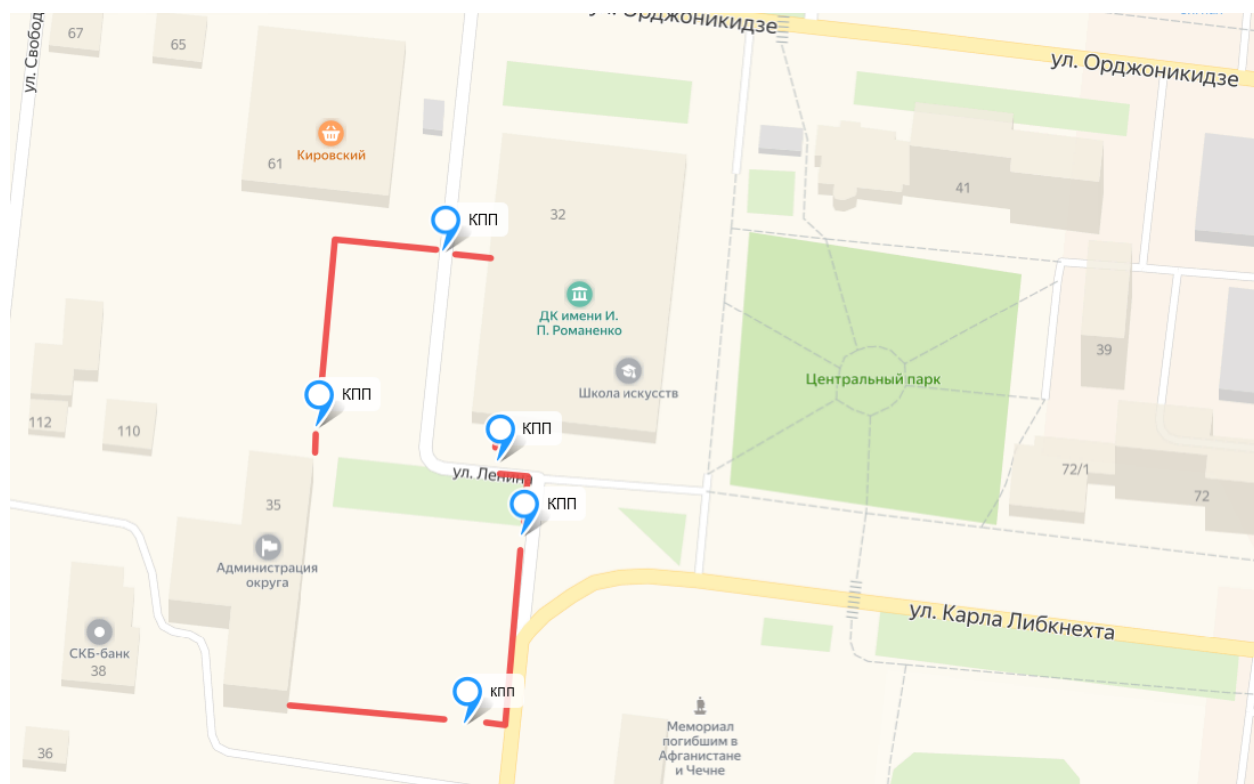 67
65
ул. Свобод
ул. Орджоникидзе
ул. Орджоникидзе
Кировский
61
41
32
КПП
ДК имени И.
П. Романенко
39
Школа искусств
Центральный парк
КПП
112
110
КПП
ул. Ленина
72/1
72
35
КПП
Администрация
округа
ул. Карла Либкнехта
СКБ-банк
38
КПП
Мемориал
погибшим в
Афганистане
и Чечне
36